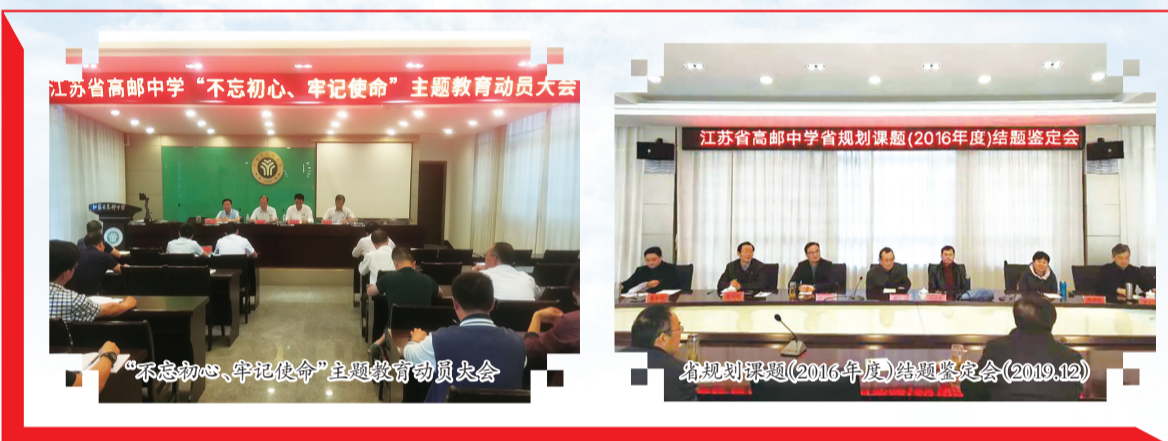 江苏省高邮中学“不忘初心、牢记使命”主题教育动员大会
“不忘初心、牢记使命”主题教育动员大会
江苏省高邮中学省规划课题(2016年度)结题鉴定会
省规划课题(2016年度)结题鉴定会(2019.12)